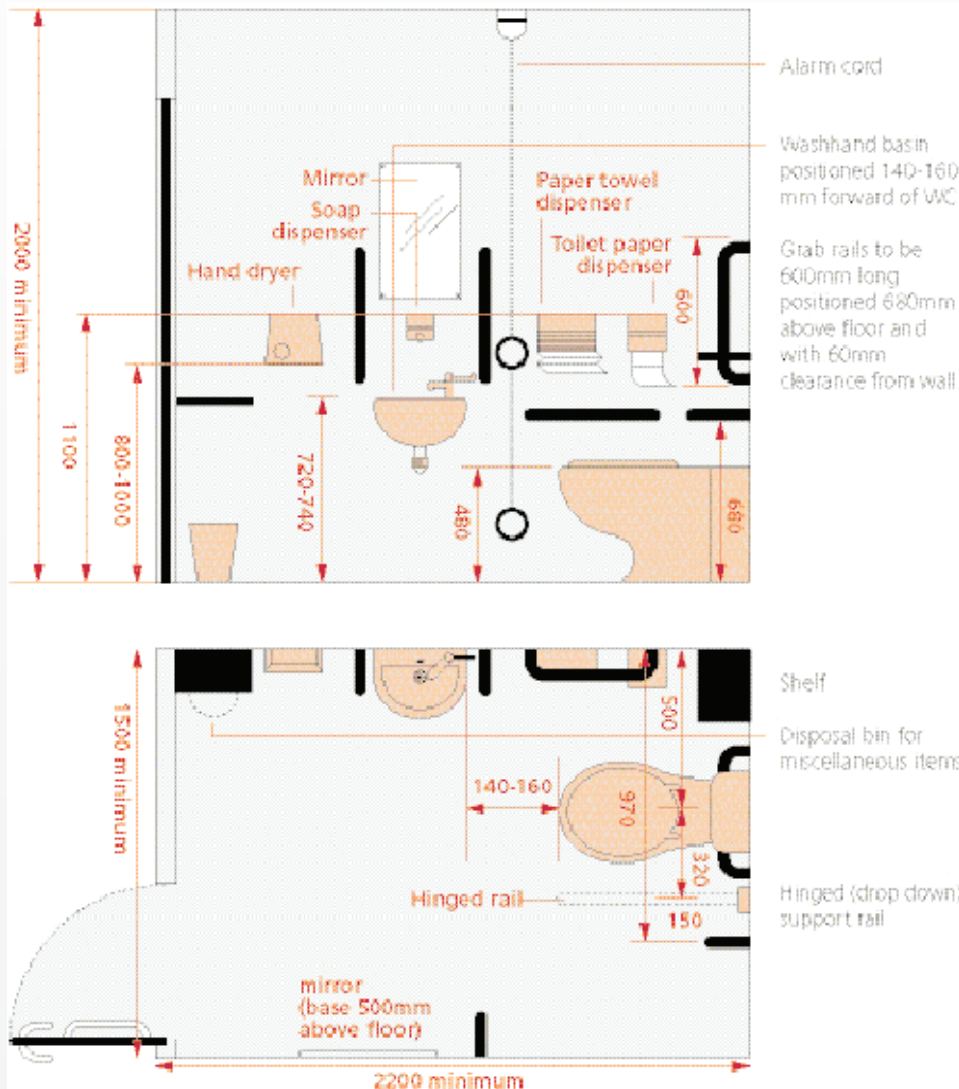 Alarm cord
Washhand basin
positioned 140-160
mm forward of WC
Grab rails to be
600mm long
positioned 680mm
above floor and
with 60mm
clearance from wall
Mirror
Soap
dispenser
Hand dryer
Paper towel
dispenser
Toilet paper
dispenser
600
2000 minimum
1100
800-1000
720-740
480
680
Shelf
Disposal bin for
miscellaneous items
Hinged (drop down)
support rail
1500 minimum
500
140-160
970
320
Hinged rail
150
mirror
(base 500mm
above floor)
2200 minimum